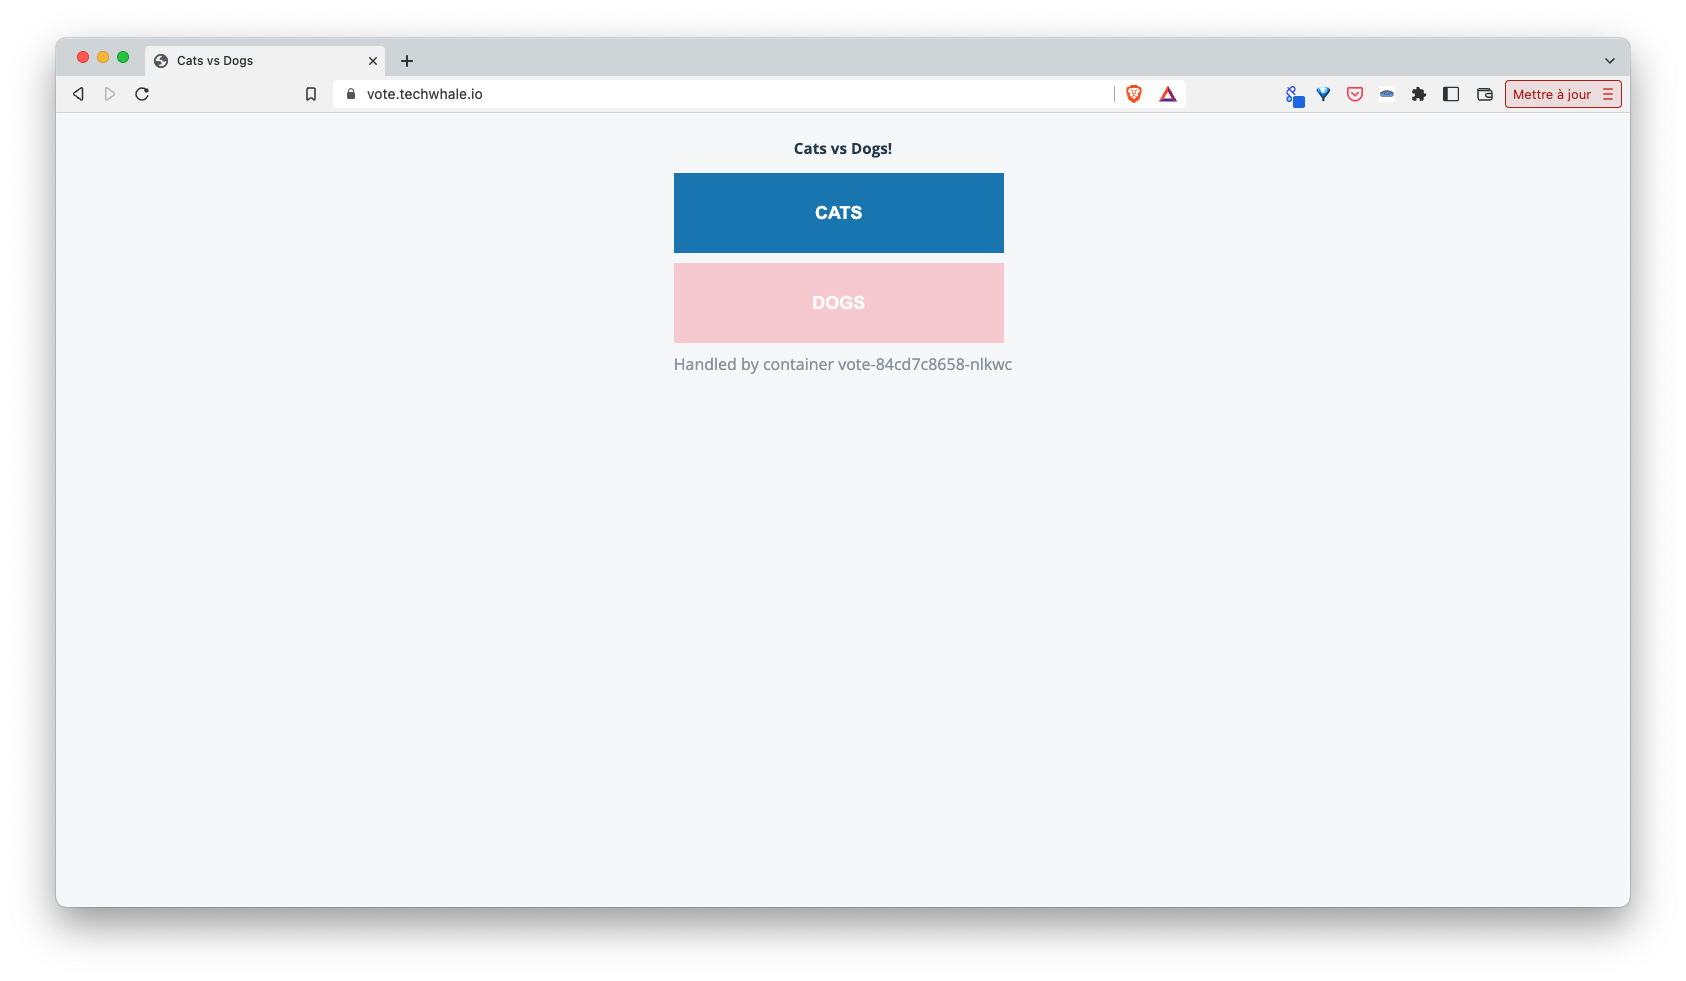 Cats vs Dogs
vote.techwhale.io
Mettre à jour
Cats vs Dogs!
CATS
DOGS
Handled by container vote-84cd7c8658-nlkwc